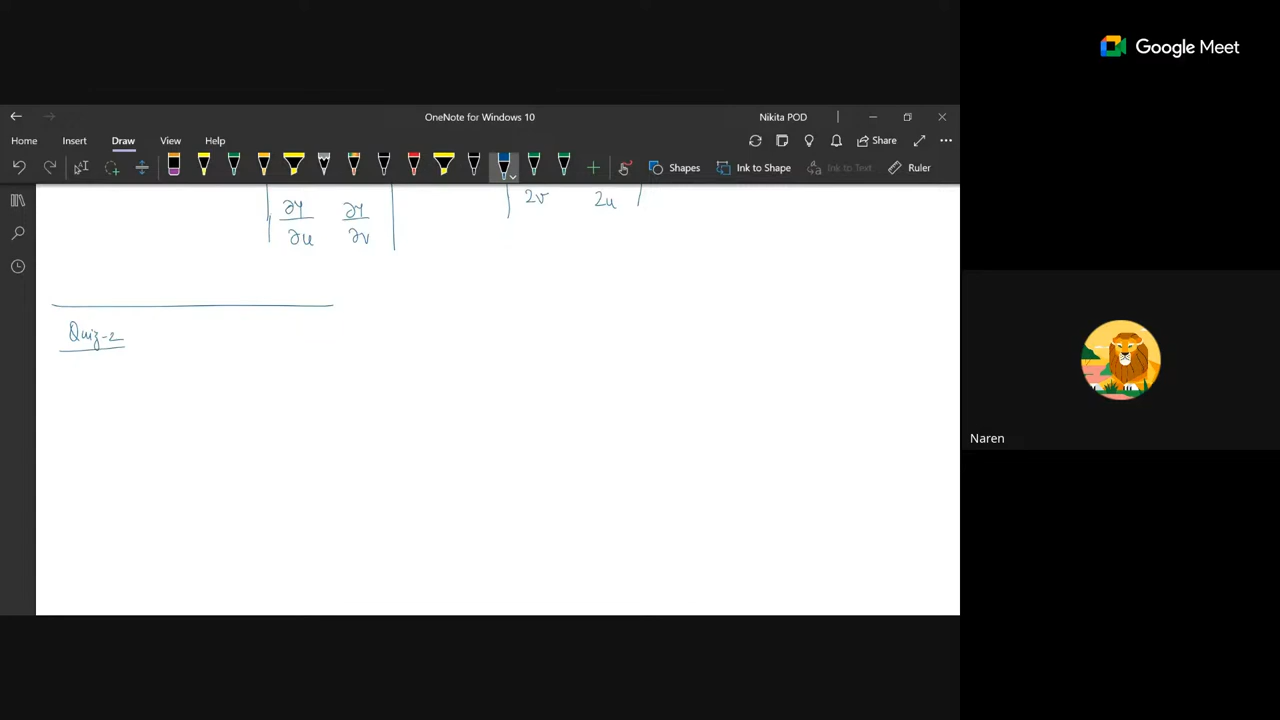 Google Meet
OneNote for Windows 10
Nikita POD
Home Insert Draw View Help
Share
Shapes Ink to Shape Ink to Text Ruler
∂y/∂u ∂y/∂v
2v 2u
Quiz-2
Naren